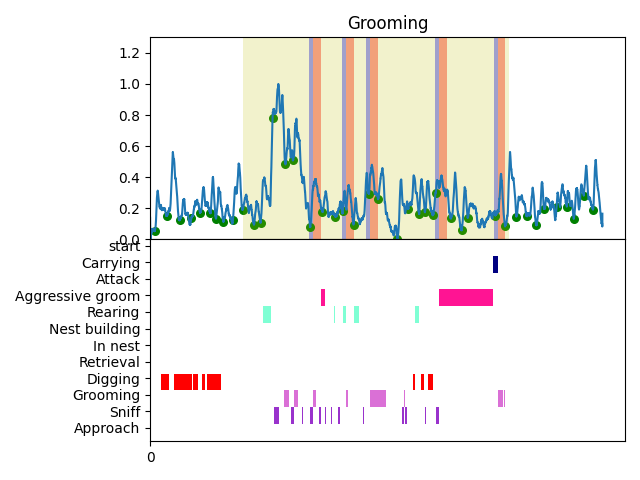 Grooming
1.2
1.0
0.8
0.6
0.4
0.2
0.0
start
Carrying
Attack
Aggressive groom
Rearing
Nest building
In nest
Retrieval
Digging
Grooming
Sniff
Approach
0